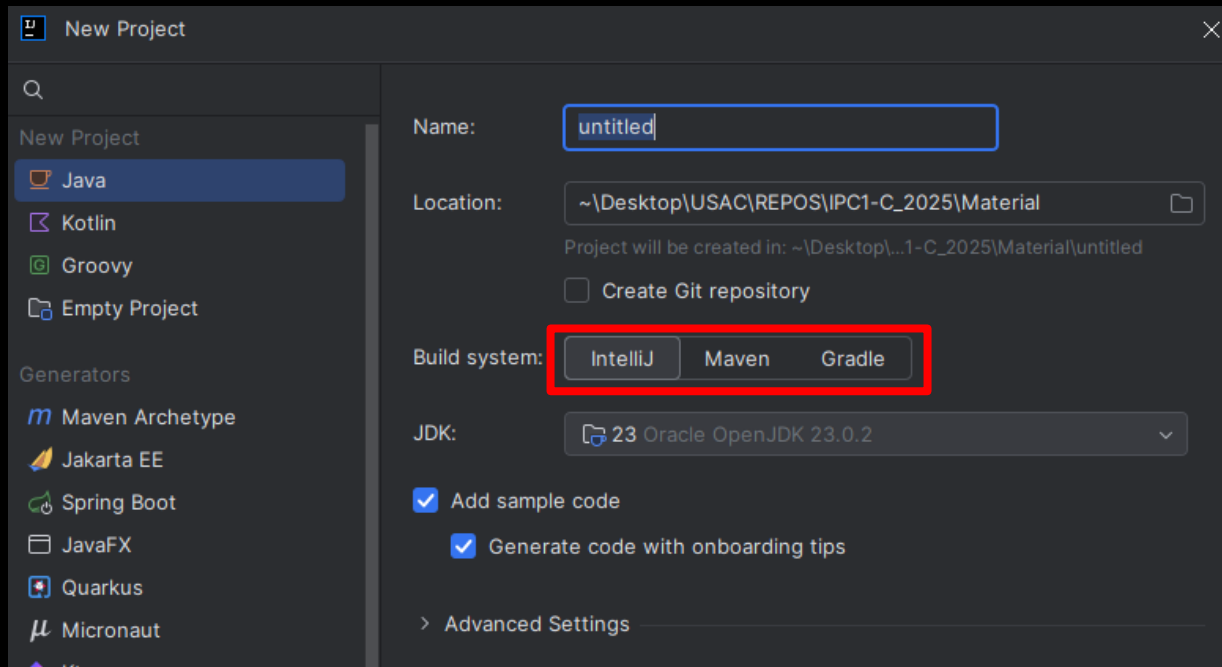 New Project
New Project
Java
Kotlin
Groovy
Empty Project
Generators
Maven Archetype
Jakarta EE
Spring Boot
JavaFX
Quarkus
Micronaut
Name:
untitled
Location:
~\Desktop\USAC\REPOS\IPC1-C_2025\Material
Project will be created in: ~\Desktop\...1-C_2025\Material\untitled
Create Git repository
Build system:
IntelliJ Maven Gradle
JDK:
23 Oracle OpenJDK 23.0.2
Add sample code
Generate code with onboarding tips
Advanced Settings